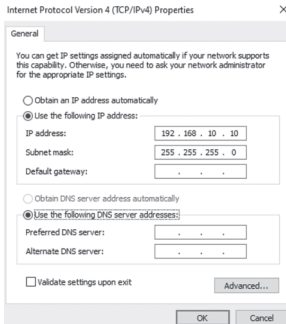 Internet Protocol Version 4 (TCP/IPv4) Properties
General
You can get IP settings assigned automatically if your network supports
this capability. Otherwise, you need to ask your network administrator
for the appropriate IP settings.
Obtain an IP address automatically
Use the following IP address:
IP address: 192 . 168 . 10 . 10
Subnet mask: 255 . 255 . 255 . 0
Default gateway: . . .
Obtain DNS server address automatically
Use the following DNS server addresses:
Preferred DNS server: . . .
Alternate DNS server: . . .
Validate settings upon exit
Advanced...
OK Cancel